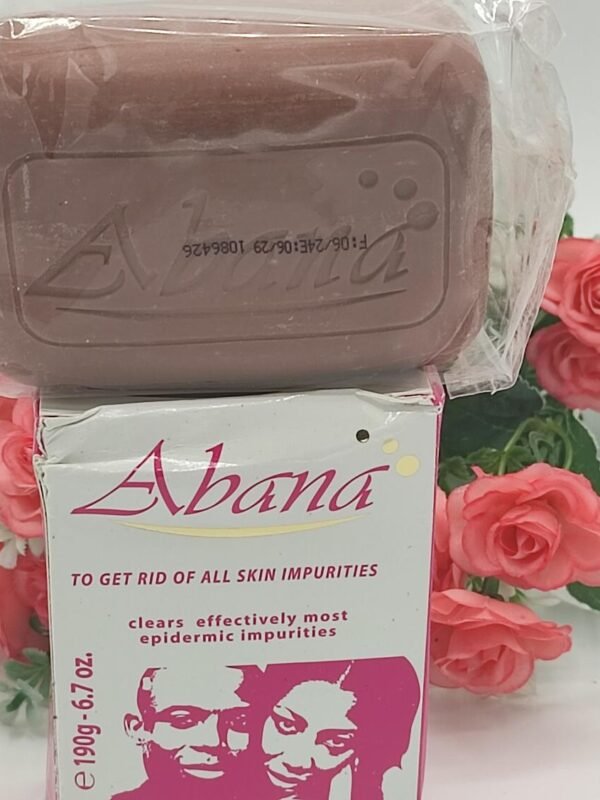 Abana
F:06/24E:06/29 1086426
Abana
TO GET RID OF ALL SKIN IMPURITIES
clears effectively most
epidermic impurities
℮ 190g - 6.7 oz.